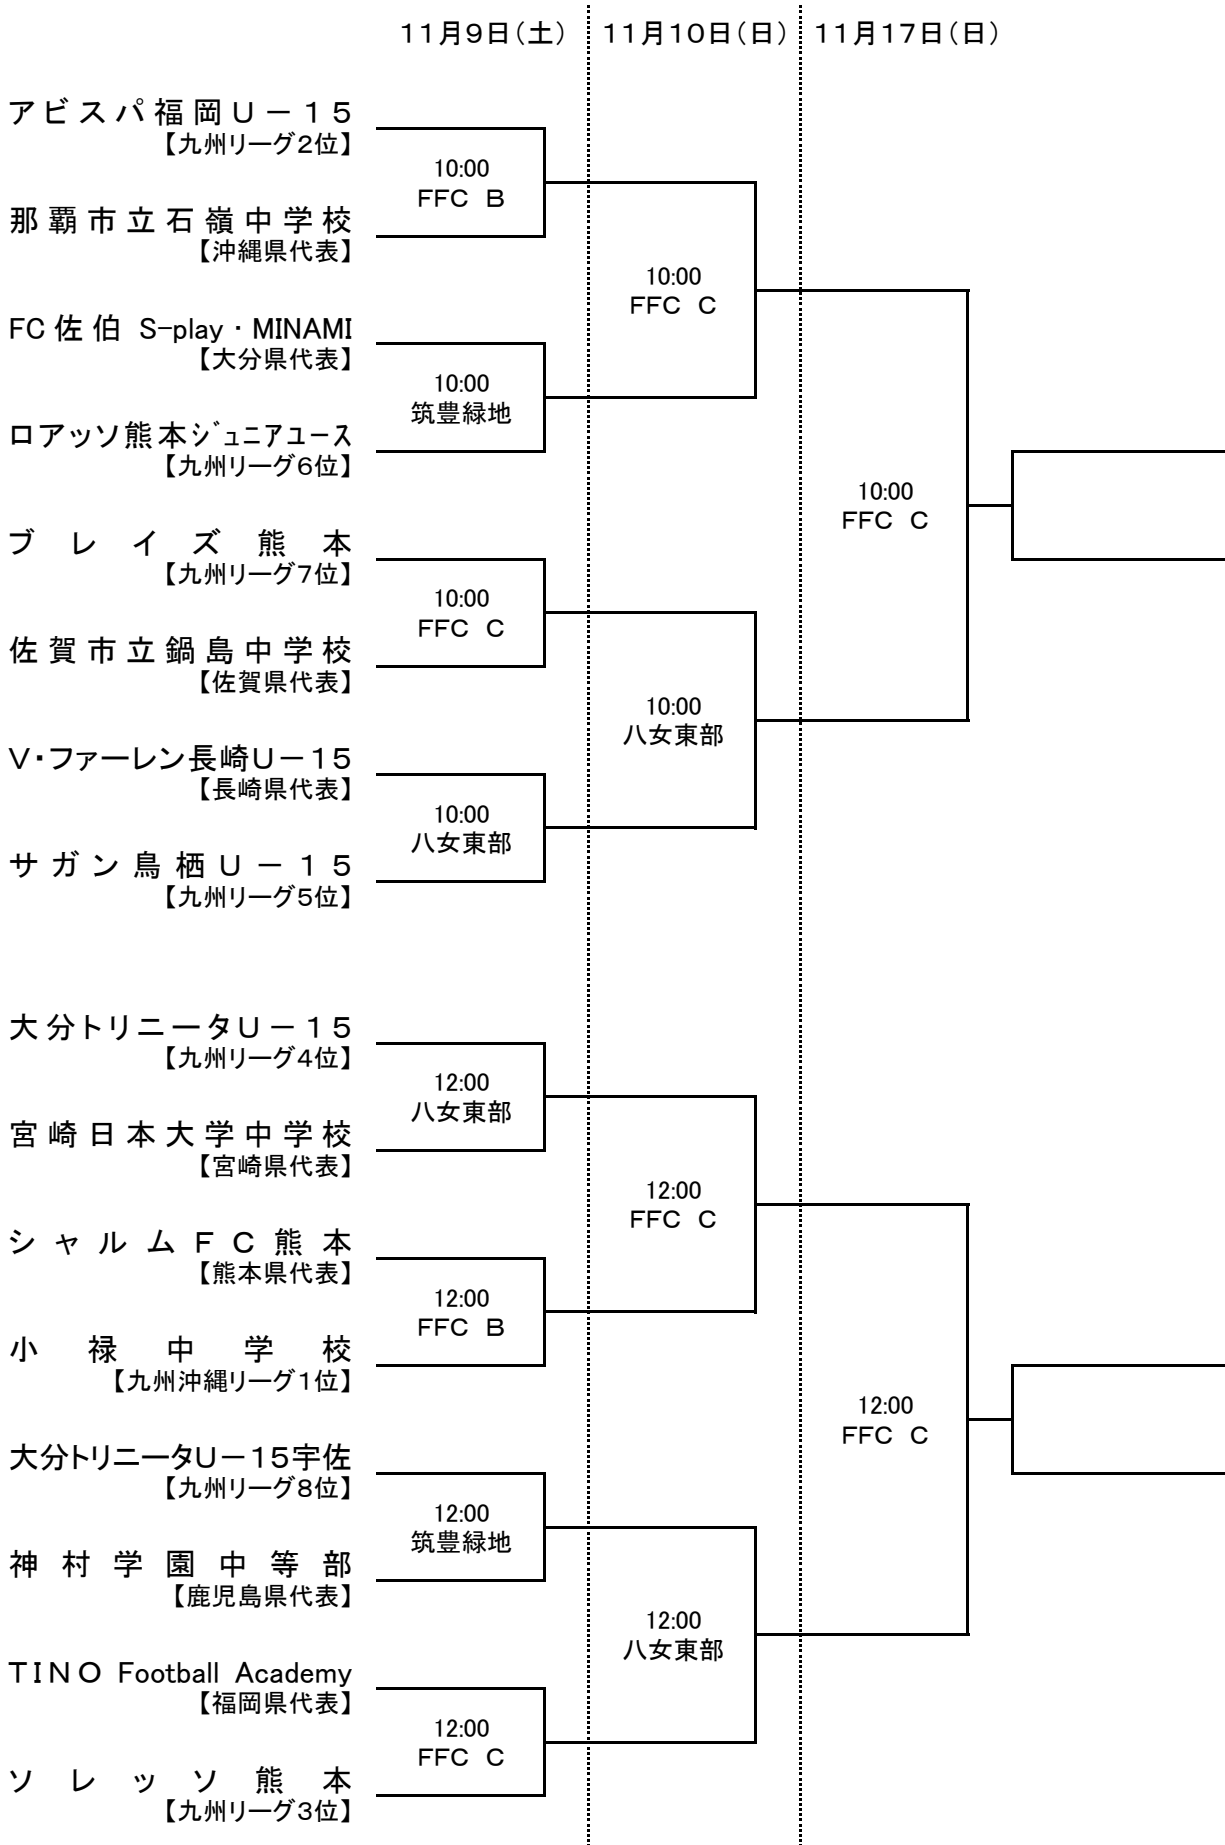 11月9日(土) 11月10日(日) 11月17日(日)
アビスパ福岡U－15
【九州リーグ2位】
10:00
FFC B
那覇市立石嶺中学校
【沖縄県代表】
10:00
FFC C
FC佐伯 S-play・MINAMI
【大分県代表】
10:00
筑豊緑地
ロアッソ熊本ｼﾞｭﾆｱﾕｰｽ
【九州リーグ6位】
10:00
FFC C
ブレイズ熊本
【九州リーグ7位】
10:00
FFC C
佐賀市立鍋島中学校
【佐賀県代表】
10:00
八女東部
V・ファーレン長崎U－15
【長崎県代表】
10:00
八女東部
サガン鳥栖U－15
【九州リーグ5位】
大分トリニータU－15
【九州リーグ4位】
12:00
八女東部
宮崎日本大学中学校
【宮崎県代表】
12:00
FFC C
シャルムFC熊本
【熊本県代表】
12:00
FFC B
小禄中学校
【九州沖縄リーグ1位】
12:00
FFC C
大分トリニータU－15宇佐
【九州リーグ8位】
12:00
筑豊緑地
神村学園中等部
【鹿児島県代表】
12:00
八女東部
TINO Football Academy
【福岡県代表】
12:00
FFC C
ソレッソ熊本
【九州リーグ3位】